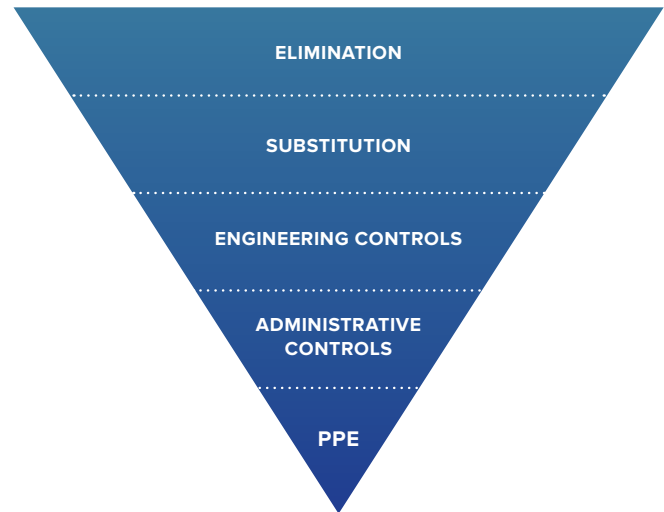 ELIMINATION
SUBSTITUTION
ENGINEERING CONTROLS
ADMINISTRATIVE
CONTROLS
PPE